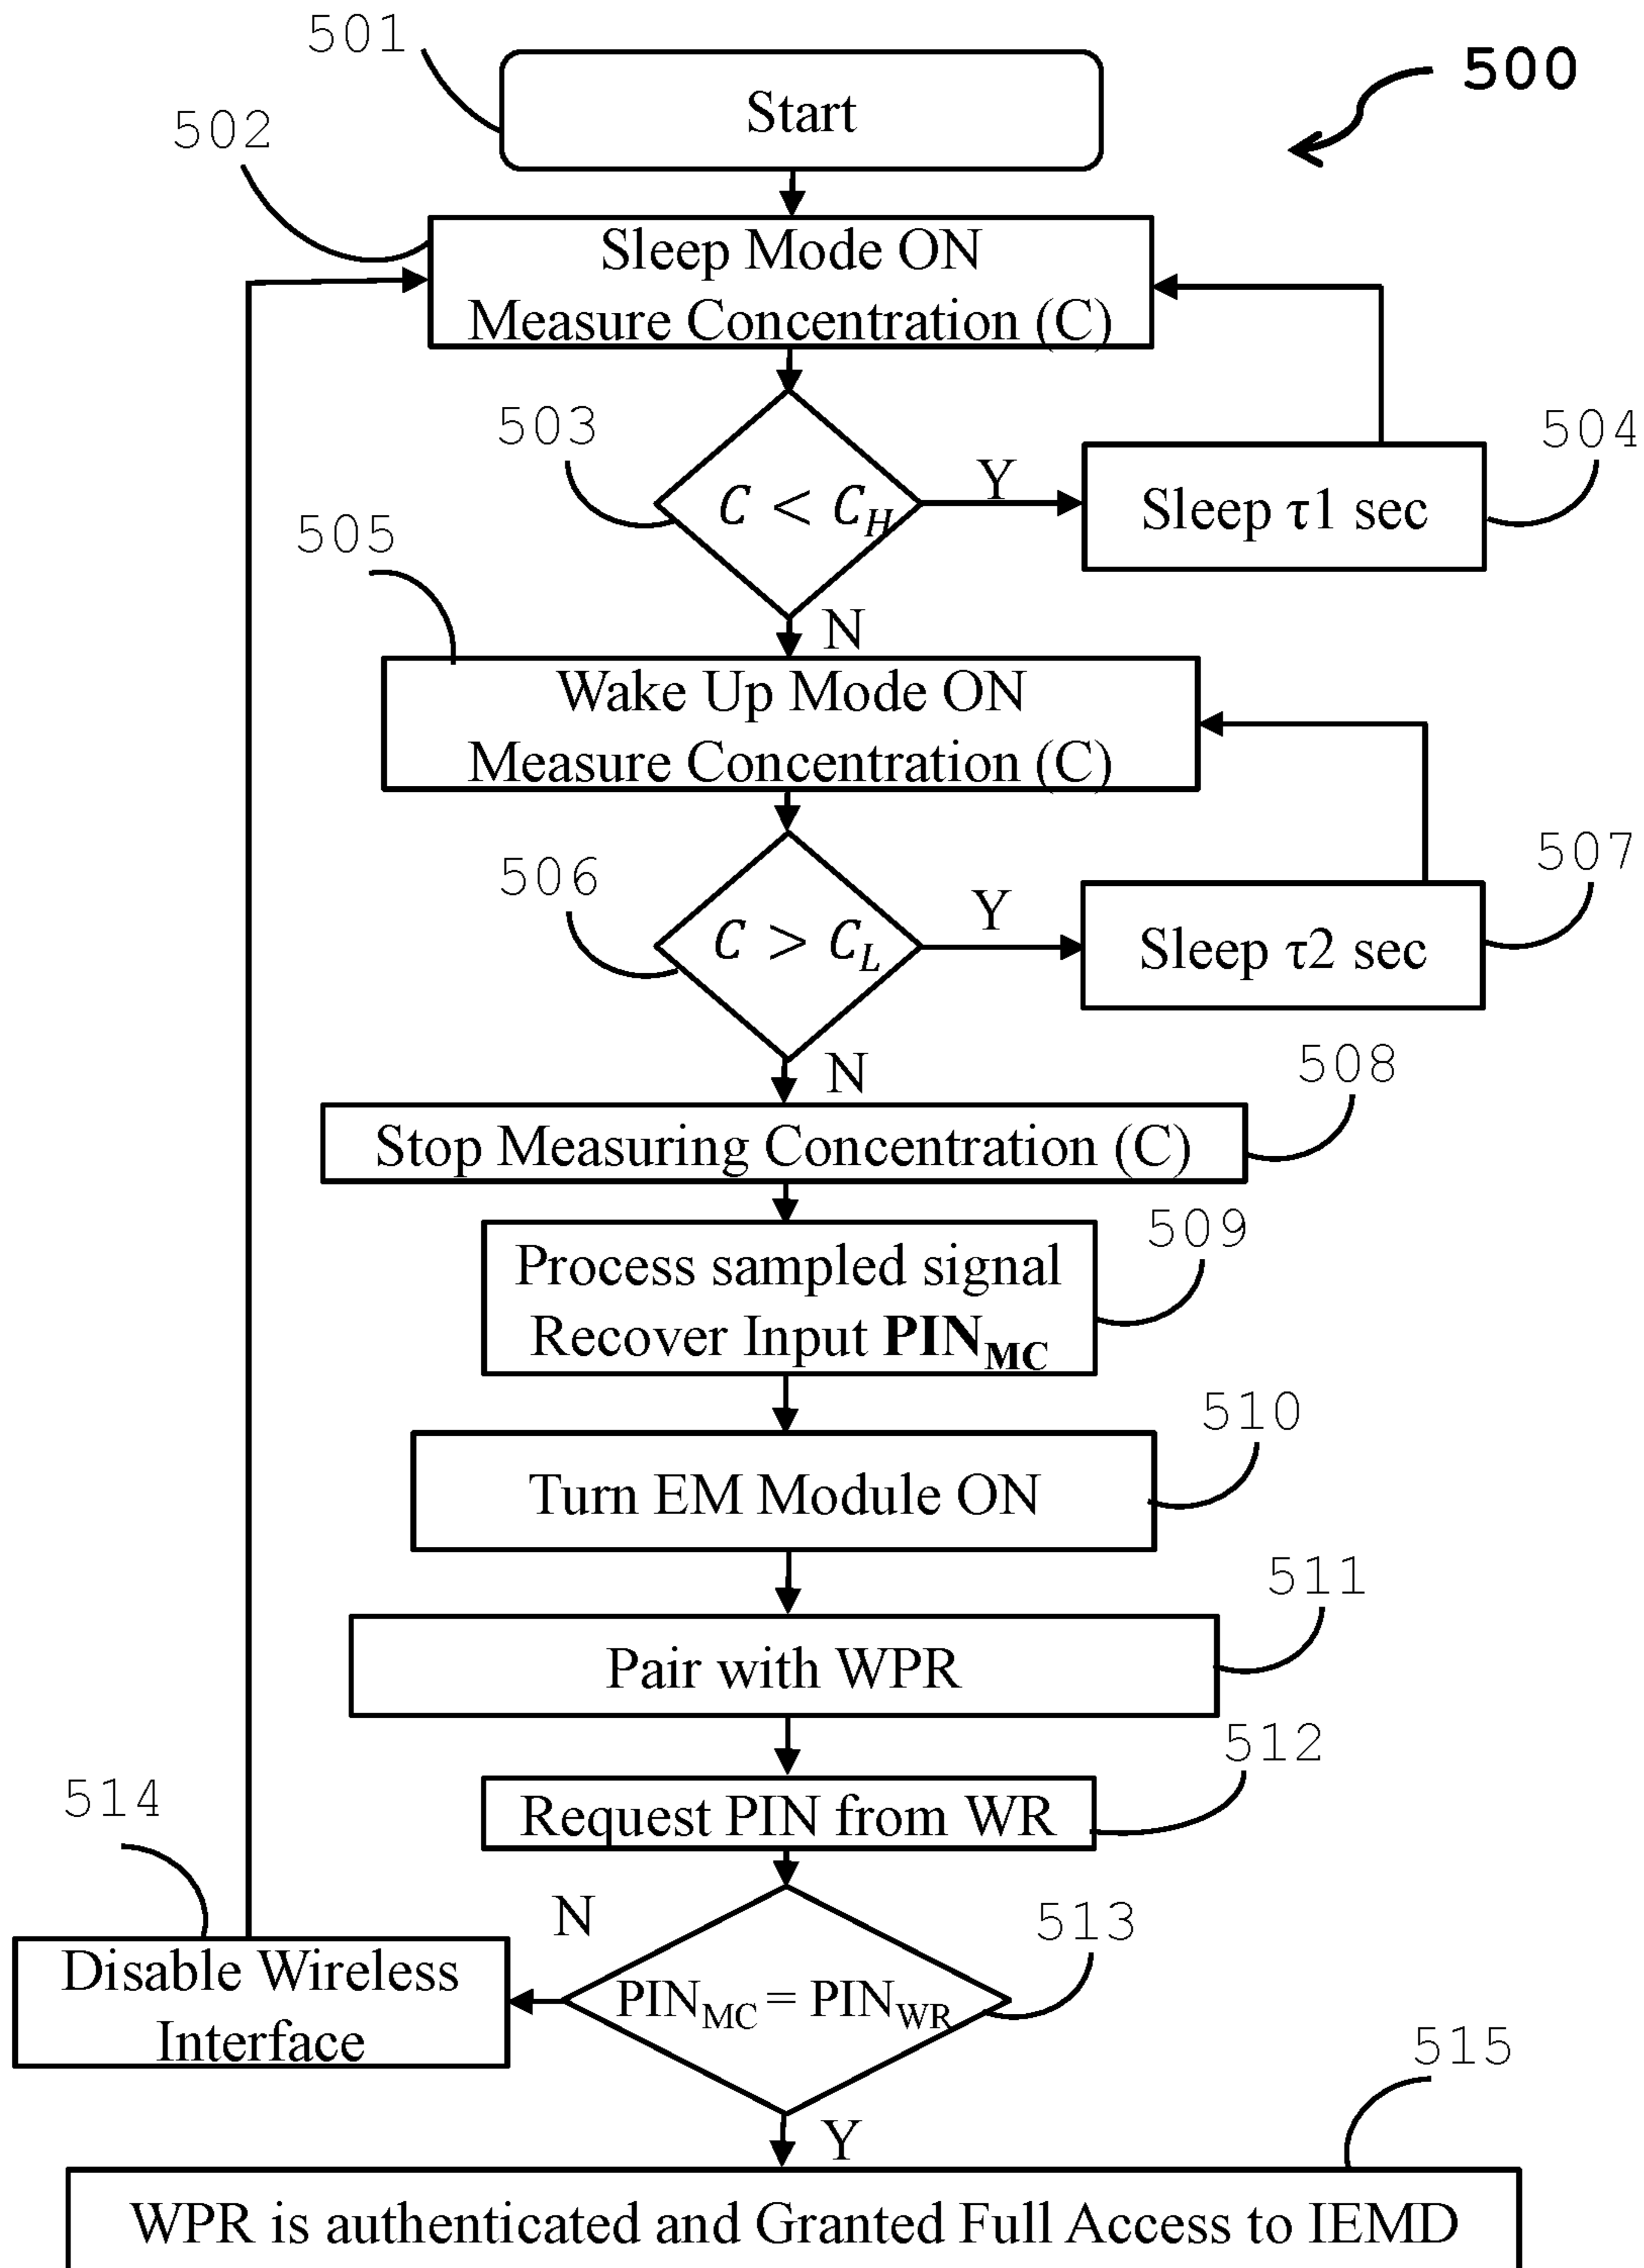 501
500
Start
502
Sleep Mode ON
Measure Concentration (C)
503
504
C < C_H
Y
Sleep τ1 sec
505
N
Wake Up Mode ON
Measure Concentration (C)
506
507
C > C_L
Y
Sleep τ2 sec
N
508
Stop Measuring Concentration (C)
509
Process sampled signal
Recover Input PIN_MC
510
Turn EM Module ON
511
Pair with WPR
512
Request PIN from WR
514
N
513
Disable Wireless
Interface
PIN_MC = PIN_WR
515
Y
WPR is authenticated and Granted Full Access to IEMD